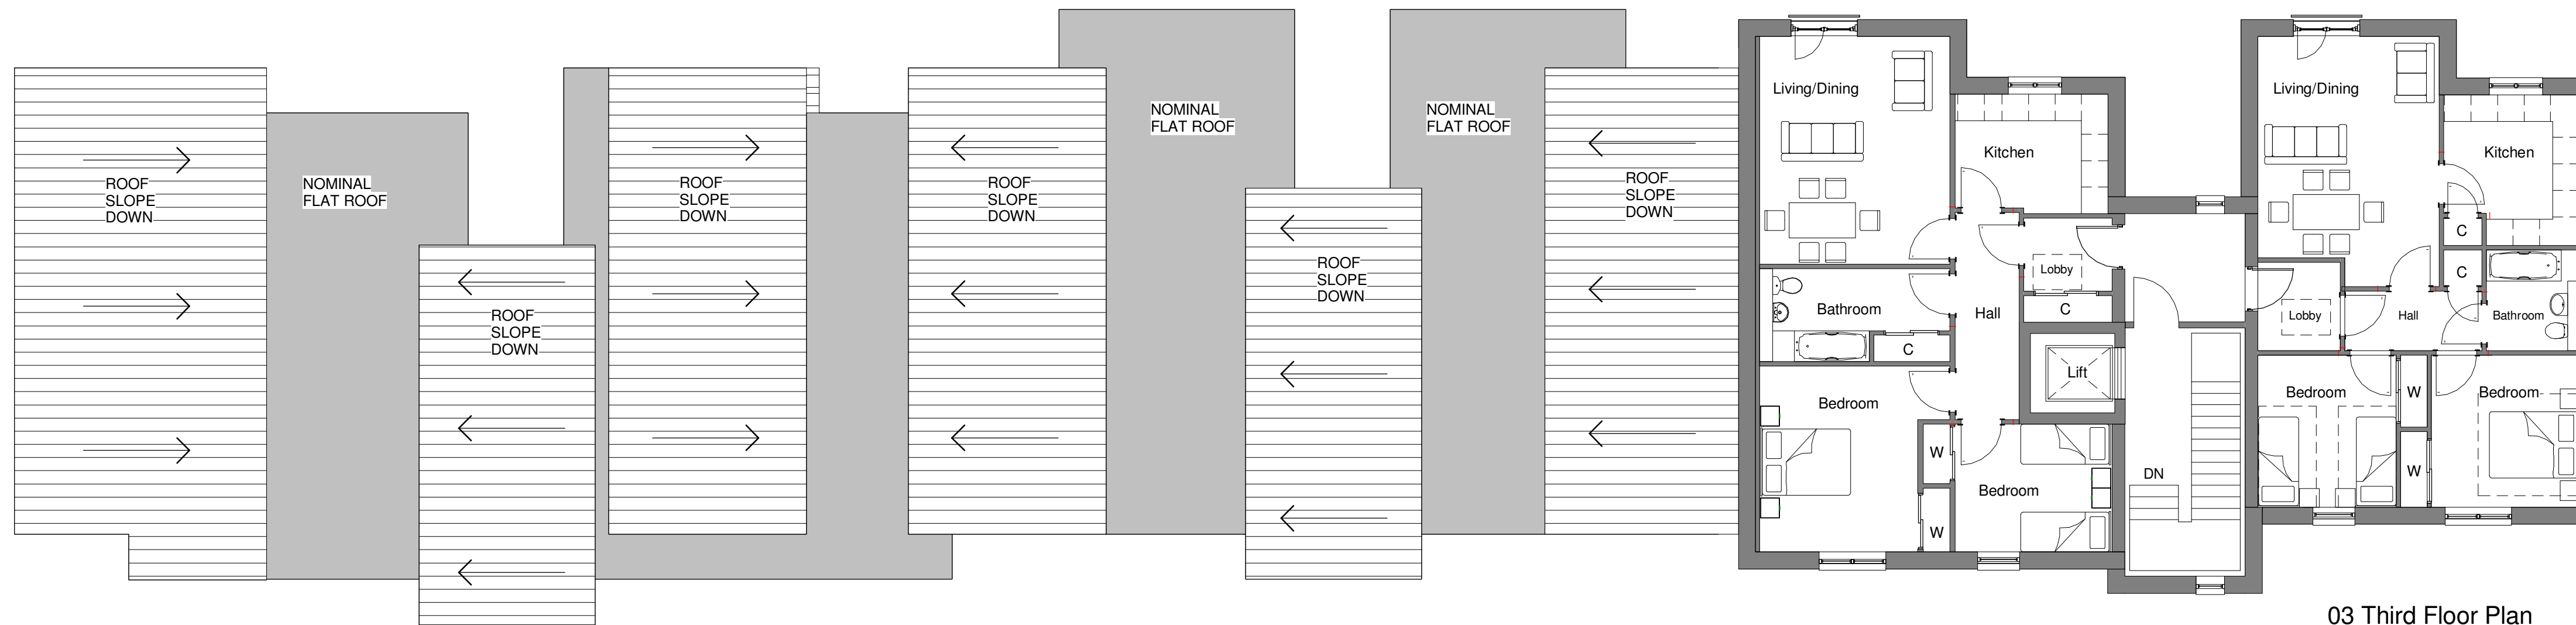 ROOF
SLOPE
DOWN
NOMINAL
FLAT ROOF
ROOF
SLOPE
DOWN
ROOF
SLOPE
DOWN
ROOF
SLOPE
DOWN
NOMINAL
FLAT ROOF
ROOF
SLOPE
DOWN
NOMINAL
FLAT ROOF
ROOF
SLOPE
DOWN
Living/Dining
Kitchen
Lobby
C
Hall
Bathroom
C
Lift
Bedroom
W
W
Bedroom
DN
Living/Dining
Kitchen
C
C
Lobby
Hall
Bathroom
Bedroom
W
W
Bedroom
03 Third Floor Plan